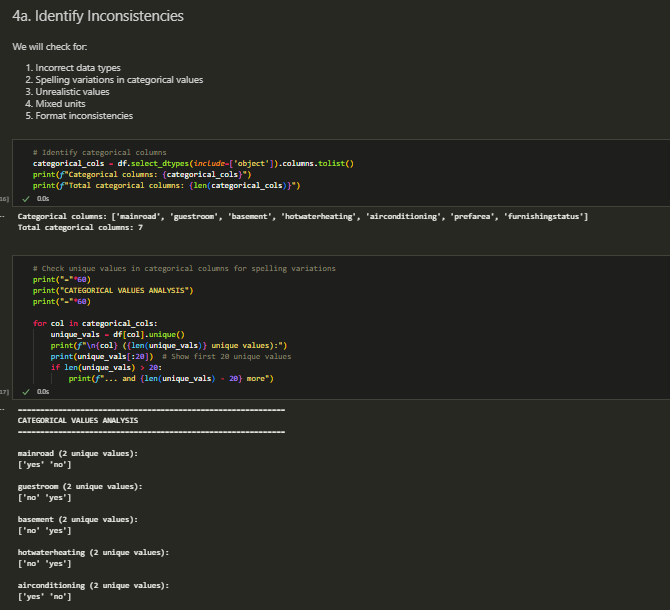 4a. Identify Inconsistencies
We will check for:
1. Incorrect data types
2. Spelling variations in categorical values
3. Unrealistic values
4. Mixed units
5. Format inconsistencies
# Identify categorical columns
categorical_cols = df.select_dtypes(include=['object']).columns.tolist()
print(f"Categorical columns: {categorical_cols}")
print(f"Total categorical columns: {len(categorical_cols)}")
16]
✓ 0.0s
Categorical columns: ['mainroad', 'guestroom', 'basement', 'hotwaterheating', 'airconditioning', 'prefarea', 'furnishingstatus']
Total categorical columns: 7
# Check unique values in categorical columns for spelling variations
print("="*60)
print("CATEGORICAL VALUES ANALYSIS")
print("="*60)
for col in categorical_cols:
    unique_vals = df[col].unique()
    print(f"\n{col} ({len(unique_vals)} unique values):")
    print(unique_vals[:20])  # Show first 20 unique values
    if len(unique_vals) > 20:
        print(f"... and {len(unique_vals) - 20} more")
17]
✓ 0.0s
============================================================
CATEGORICAL VALUES ANALYSIS
============================================================
mainroad (2 unique values):
['yes' 'no']
guestroom (2 unique values):
['no' 'yes']
basement (2 unique values):
['no' 'yes']
hotwaterheating (2 unique values):
['no' 'yes']
airconditioning (2 unique values):
['yes' 'no']